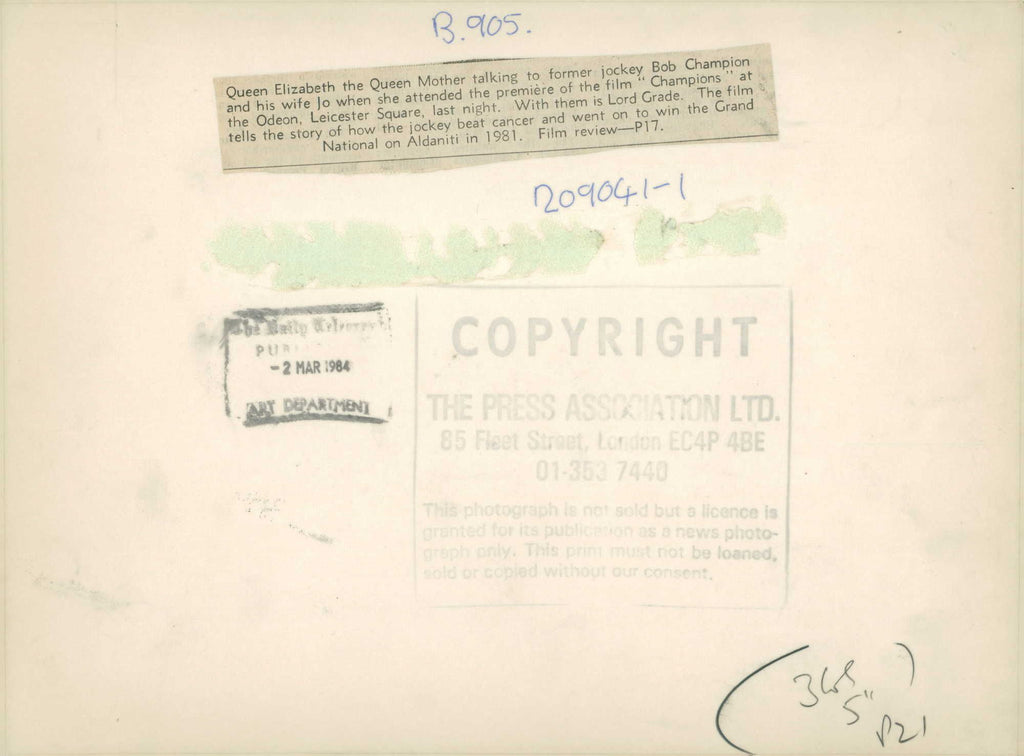 B.905.
Queen Elizabeth the Queen Mother talking to former jockey Bob Champion
and his wife Jo when she attended the première of the film " Champions " at
the Odeon, Leicester Square, last night. With them is Lord Grade. The film
tells the story of how the jockey beat cancer and went on to win the Grand
National on Aldaniti in 1981. Film review—P17.
209041-1
The Daily Telegraph
- 2 MAR 1984
ART DEPARTMENT
COPYRIGHT
THE PRESS ASSOCIATION LTD.
85 Fleet Street, London EC4P 4BE
01-353 7440
This photograph is not sold but a licence is
granted for its publication as a news photo-
graph only. This print must not be loaned,
sold or copied without our consent.
5"
P21